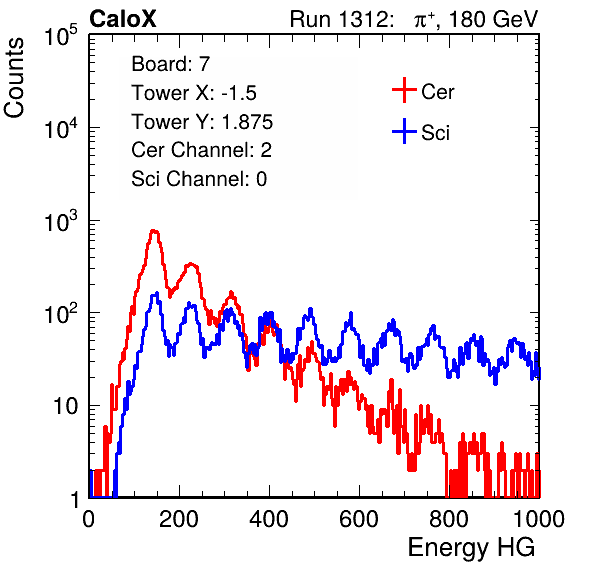 CaloX Run 1312: π⁺, 180 GeV
Counts
10⁵
10⁴
10³
10²
10
1
Board: 7
Tower X: -1.5
Tower Y: 1.875
Cer Channel: 2
Sci Channel: 0
Cer
Sci
0 200 400 600 800 1000
Energy HG